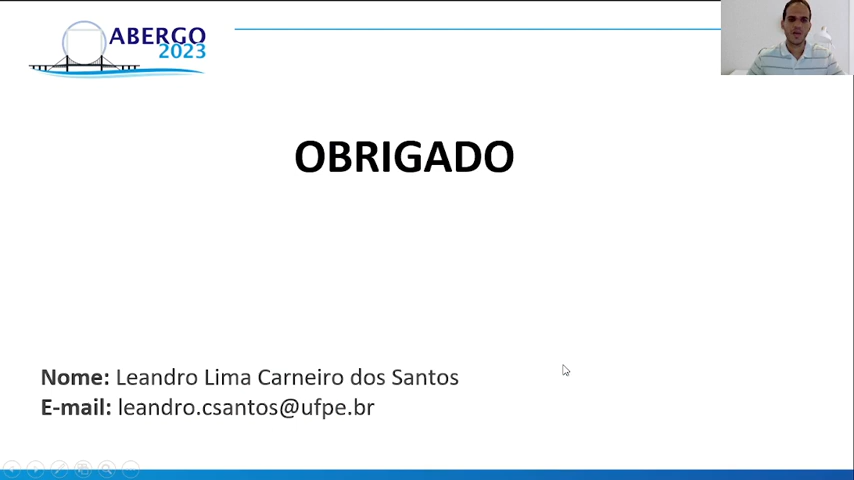 ABERGO
2023
OBRIGADO
Nome: Leandro Lima Carneiro dos Santos
E-mail: leandro.csantos@ufpe.br